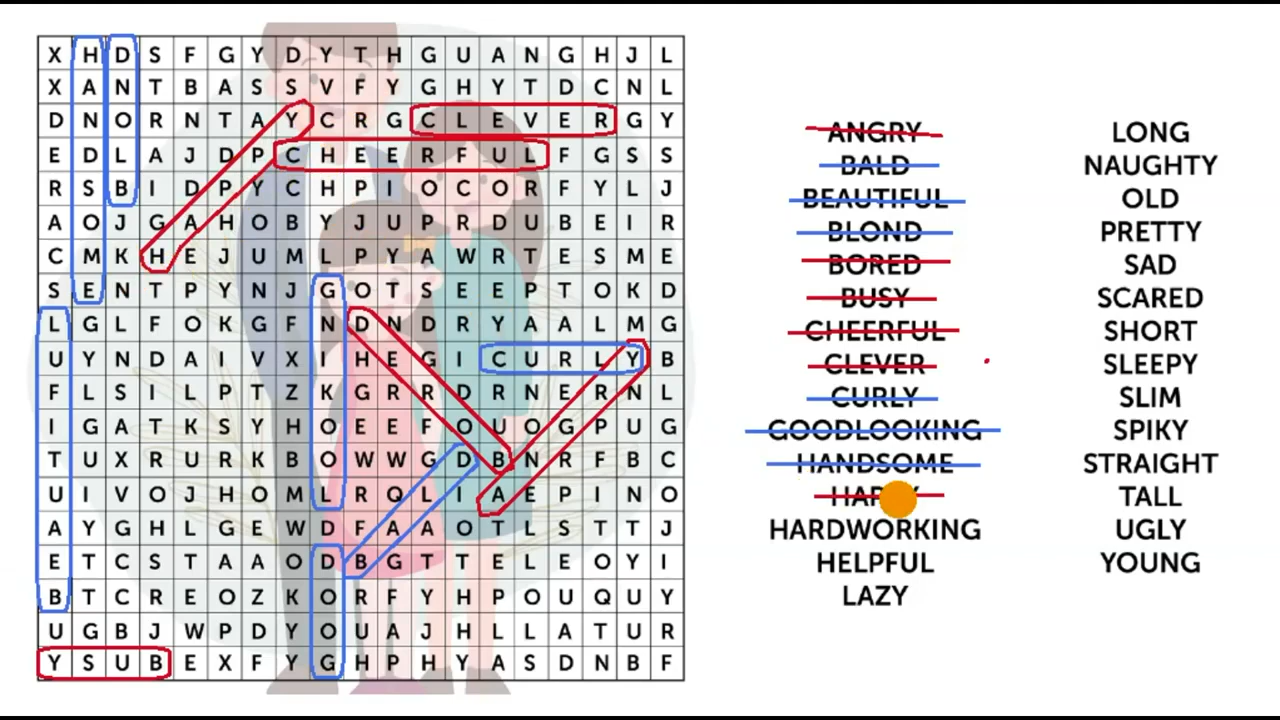 X H D S F G Y D Y T H G U A N G H J L
X A N T B A S S V F Y G H Y T D C N L
D N O R N T A Y C R G C L E V E R G Y
E D L A J D P C H E E R F U L F G S S
R S B I D P Y C H P I O C O R F Y L J
A O J G A H O B Y J U P R D U B E I R
C M K H E J U M L P Y A W R T E S M E
S E N T P Y N J G O T S E E P T O K D
L G L F O K G F N D N D R Y A A L M G
U Y N D A I V X I H E G I C U R L Y B
F L S I L P T Z K G R R D R N E R N L
I G A T K S Y H O E E F O U O G P U G
T U X R U R K B O W W G D B N R F B C
U I V O J H O M L R Q L I A E P I N O
A Y G H L G E W D F A A O T L S T T J
E T C S T A A O D B G T T E L E O Y I
B T C R E O Z K O R F Y H P O U Q U Y
U G B J W P D Y O U A J H L L A T U R
Y S U B E X F Y G H P H Y A S D N B F
ANGRY
BALD
BEAUTIFUL
BLOND
BORED
BUSY
CHEERFUL
CLEVER
CURLY
GOODLOOKING
HANDSOME
HAPPY
HARDWORKING
HELPFUL
LAZY
LONG
NAUGHTY
OLD
PRETTY
SAD
SCARED
SHORT
SLEEPY
SLIM
SPIKY
STRAIGHT
TALL
UGLY
YOUNG